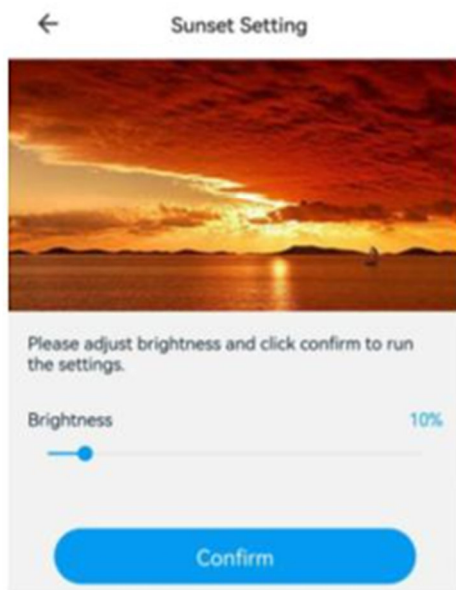 Sunset Setting
Please adjust brightness and click confirm to run
the settings.
Brightness 10%
Confirm